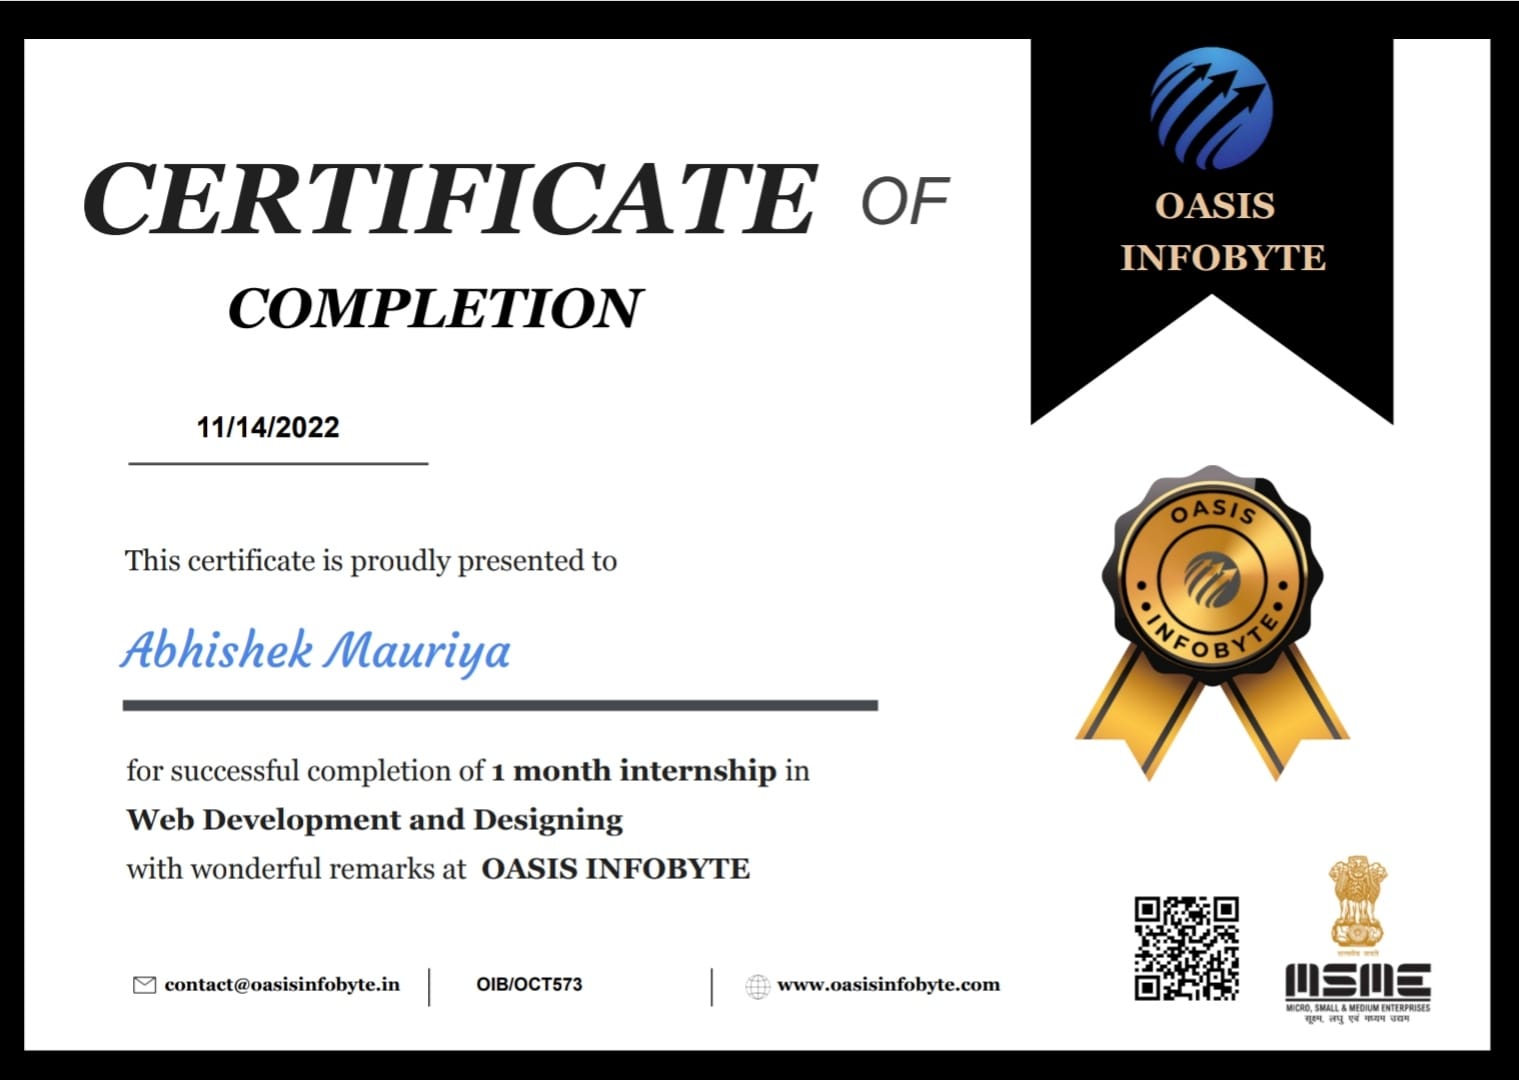 CERTIFICATE OF
COMPLETION
OASIS
INFOBYTE
11/14/2022
This certificate is proudly presented to
Abhishek Mauriya
for successful completion of 1 month internship in
Web Development and Designing
with wonderful remarks at OASIS INFOBYTE
OASIS
INFOBYTE
contact@oasisinfobyte.in
OIB/OCT573
www.oasisinfobyte.com
सत्यमेव जयते
MSME
MICRO, SMALL & MEDIUM ENTERPRISES
सूक्ष्म, लघु एवं मध्यम उद्यम